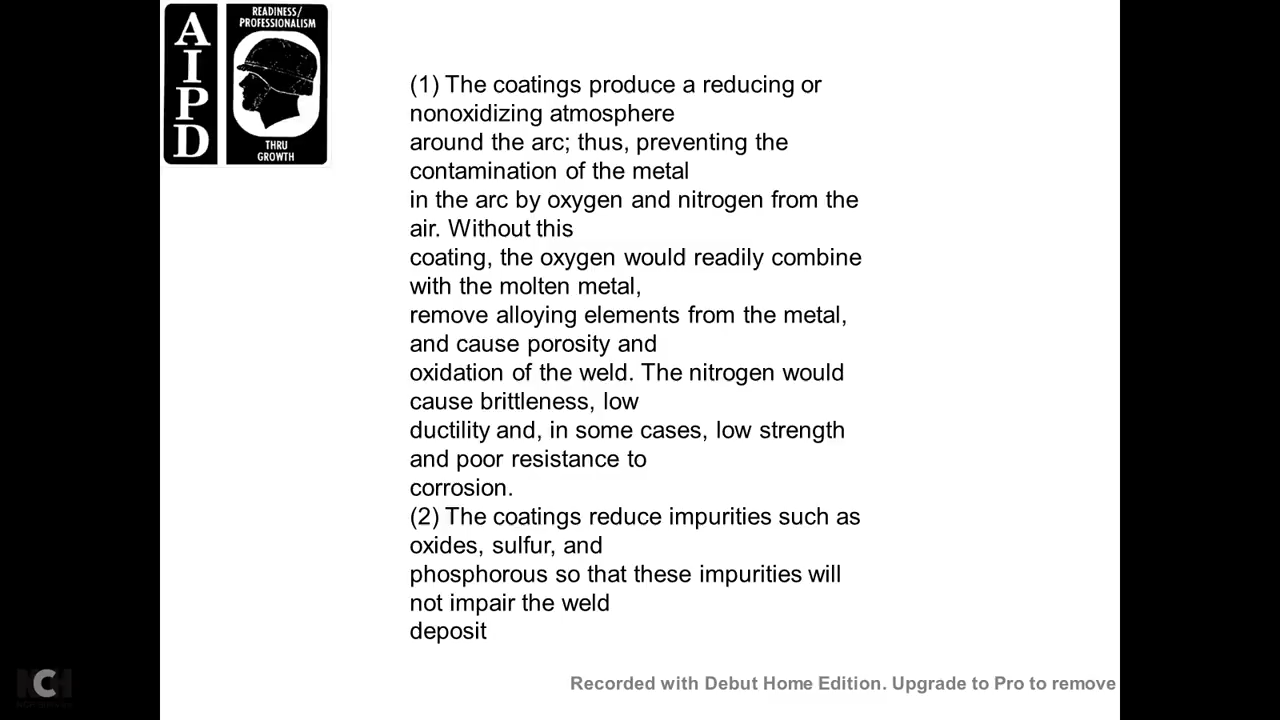 AIPD
READINESS/
PROFESSIONALISM
THRU
GROWTH
(1) The coatings produce a reducing or
nonoxidizing atmosphere
around the arc; thus, preventing the
contamination of the metal
in the arc by oxygen and nitrogen from the
air. Without this
coating, the oxygen would readily combine
with the molten metal,
remove alloying elements from the metal,
and cause porosity and
oxidation of the weld. The nitrogen would
cause brittleness, low
ductility and, in some cases, low strength
and poor resistance to
corrosion.
(2) The coatings reduce impurities such as
oxides, sulfur, and
phosphorous so that these impurities will
not impair the weld
deposit
NCH
Recorded with Debut Home Edition. Upgrade to Pro to remove